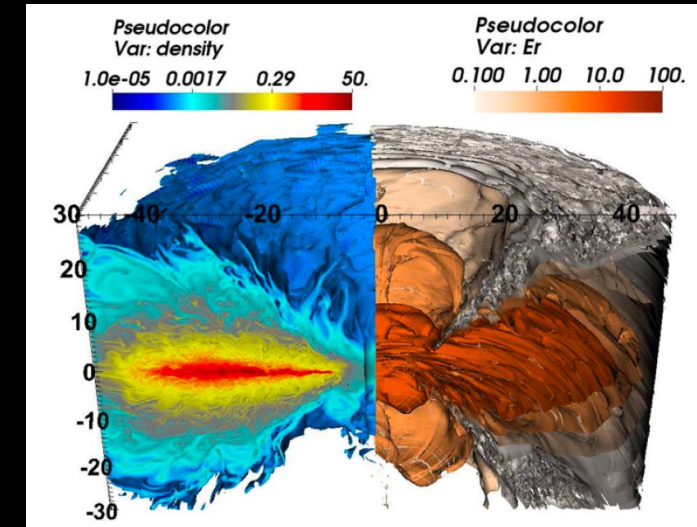 Pseudocolor
Var: density
1.0e-05 0.0017 0.29 50.
Pseudocolor
Var: Er
0.100 1.00 10.0 100.
30 -40 -20 0 20 40
20
10
0
-10
-20
-30